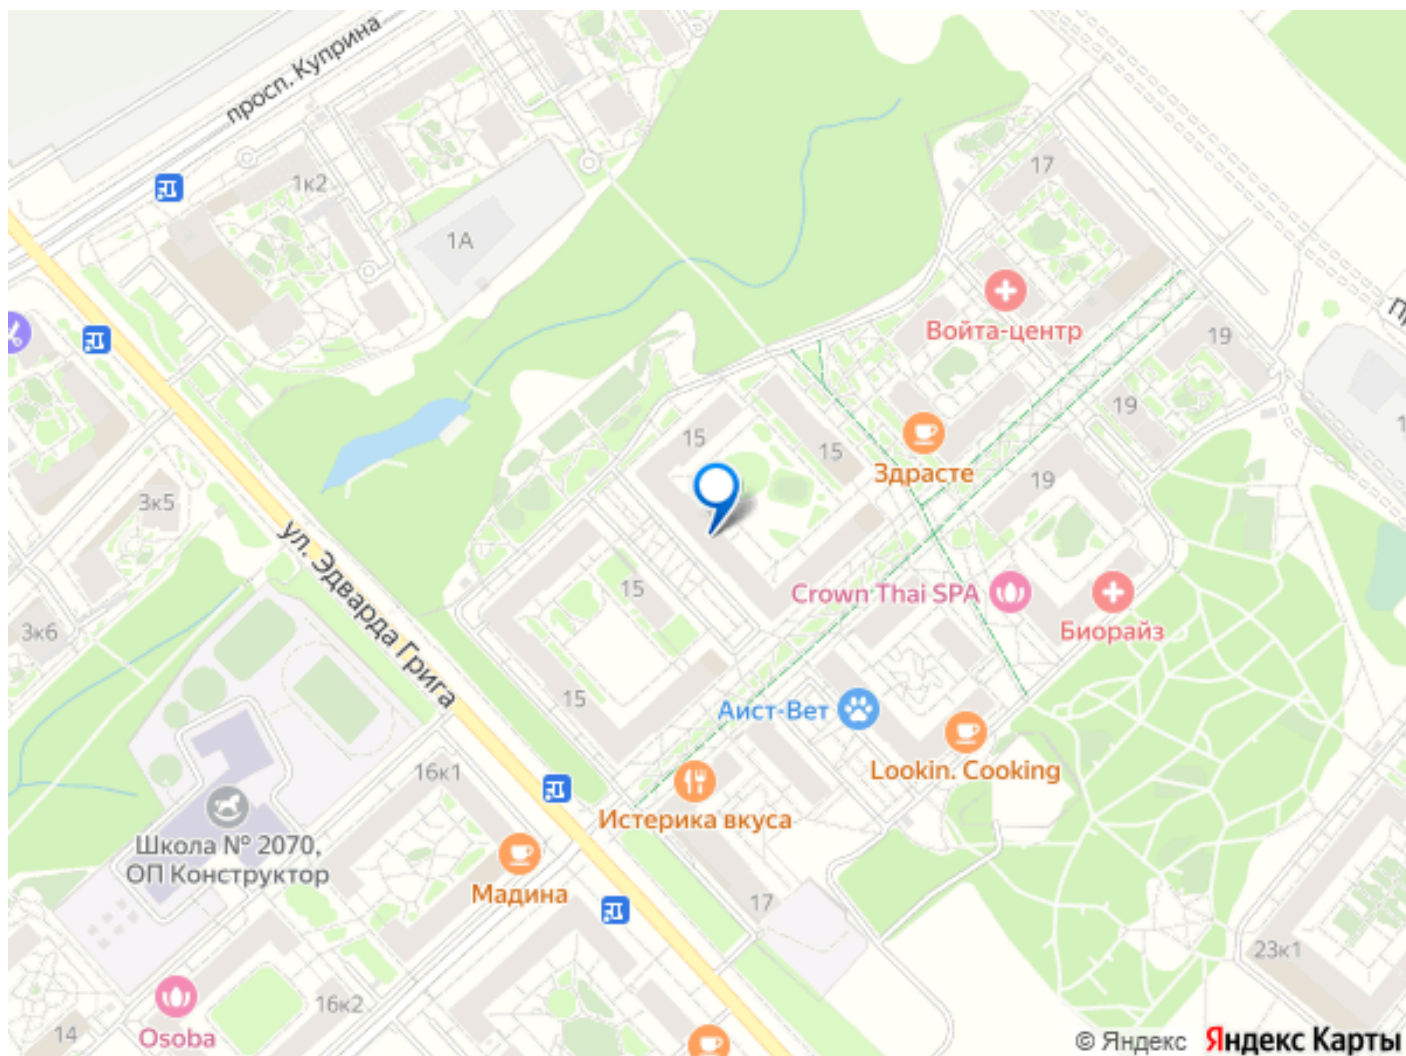 просп. Куприна
1к2
1А
17
Войта-центр
19
19
15
15
Здрасте
19
3к5
ул. Эдварда Грига
Crown Thai SPA
15
Биорайз
3к6
15
Аист-Вет
Lookin. Cooking
16к1
Истерика вкуса
Школа № 2070,
ОП Конструктор
Мадина
17
23к1
16к2
14
Osoba
© Яндекс Яндекс Карты